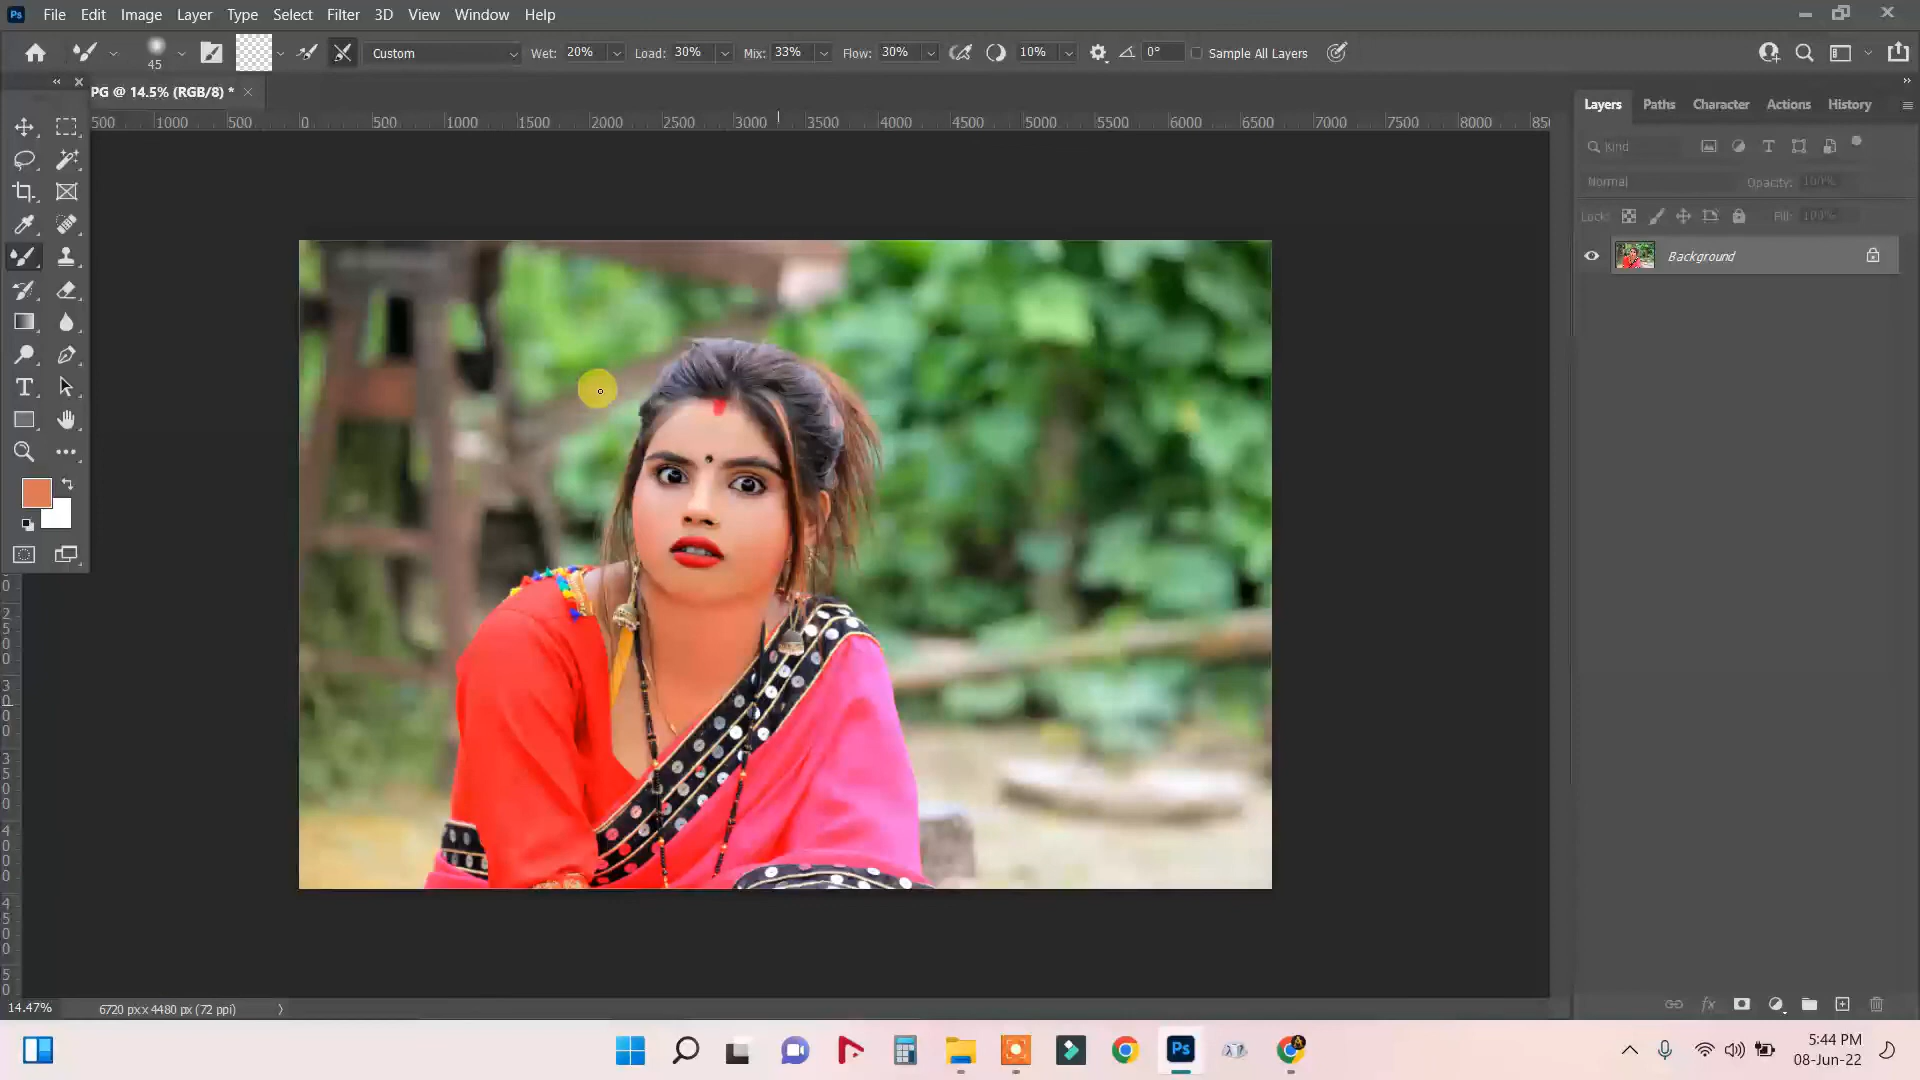 Ps File Edit Image Layer Type Select Filter 3D View Window Help
45 Custom Wet: 20% Load: 30% Mix: 33% Flow: 30% 10% 0° Sample All Layers
PG @ 14.5% (RGB/8) *
500 1000 500 0 500 1000 1500 2000 2500 3000 3500 4000 4500 5000 5500 6000 6500 7000 7500 8000 85
Layers Paths Character Actions History
Kind
Normal Opacity: 100%
Lock: Fill: 100%
Background
14.47% 6720 px x 4480 px (72 ppi)
fx
Ps
5:44 PM
08-Jun-22